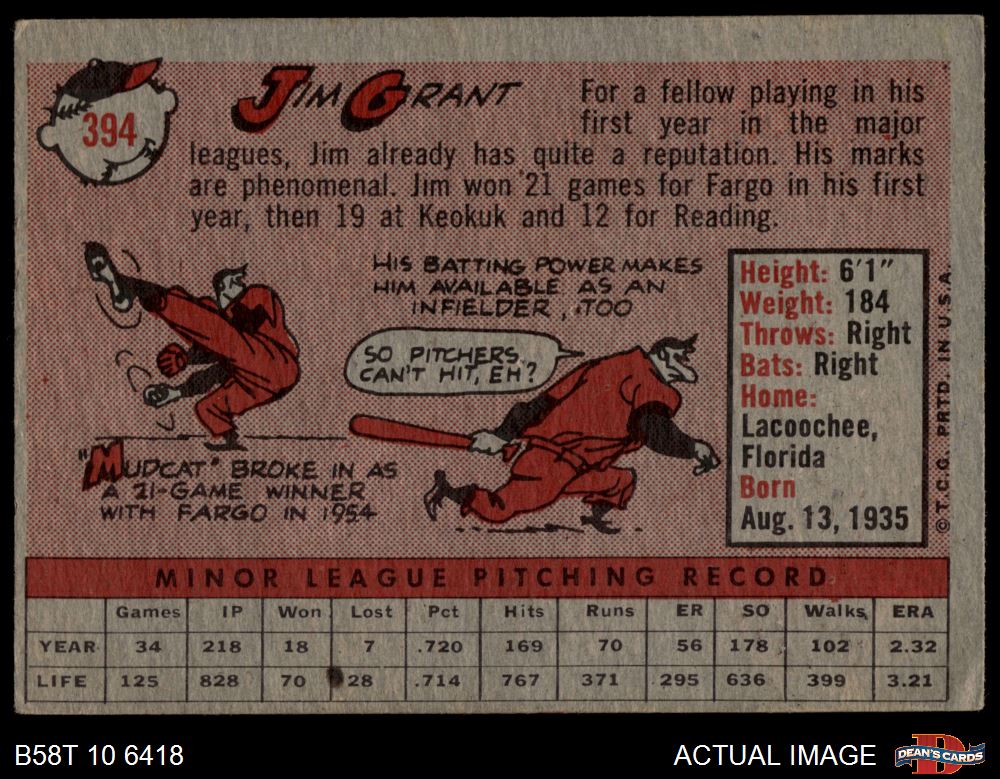 394
JIM GRANT
For a fellow playing in his
first year in the major
leagues, Jim already has quite a reputation. His marks
are phenomenal. Jim won 21 games for Fargo in his first
year, then 19 at Keokuk and 12 for Reading.
HIS BATTING POWER MAKES
HIM AVAILABLE AS AN
INFIELDER, TOO
SO PITCHERS
CAN'T HIT, EH?
"MUDCAT" BROKE IN AS
A 21-GAME WINNER
WITH FARGO IN 1954
Height: 6'1"
Weight: 184
Throws: Right
Bats: Right
Home:
Lacoochee,
Florida
Born
Aug. 13, 1935
© T.C.G. PRTD. IN U.S.A.
MINOR LEAGUE PITCHING RECORD
Games IP Won Lost Pct Hits Runs ER SO Walks ERA
YEAR 34 218 18 7 .720 169 70 56 178 102 2.32
LIFE 125 828 70 28 .714 767 371 295 636 399 3.21
B58T 10 6418
ACTUAL IMAGE
DEAN'S CARDS